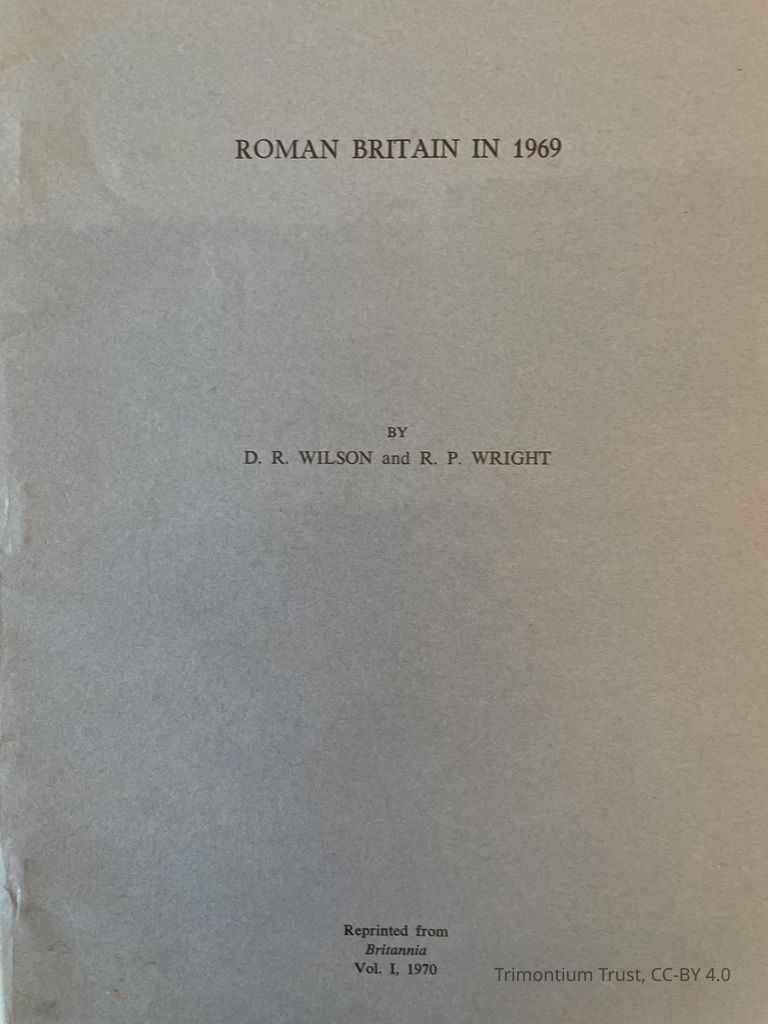 ROMAN BRITAIN IN 1969
BY
D. R. WILSON and R. P. WRIGHT
Reprinted from
Britannia
Vol. I, 1970
Trimontium Trust, CC-BY 4.0